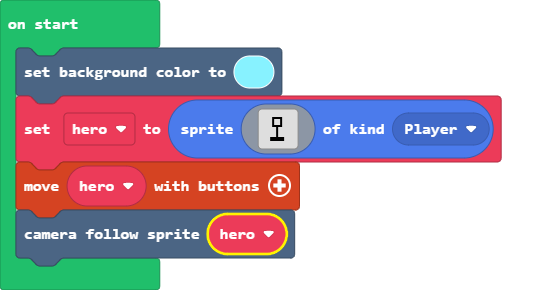 on start
set background color to
set hero to sprite of kind Player
move hero with buttons
camera follow sprite hero